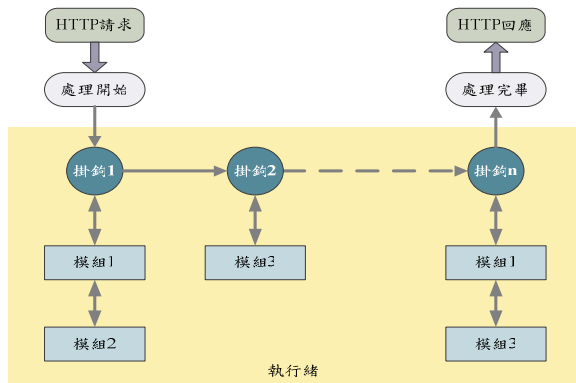 HTTP請求
HTTP回應
處理開始
處理完畢
掛鉤1
掛鉤2
掛鉤n
模組1
模組3
模組1
模組2
模組3
執行緒